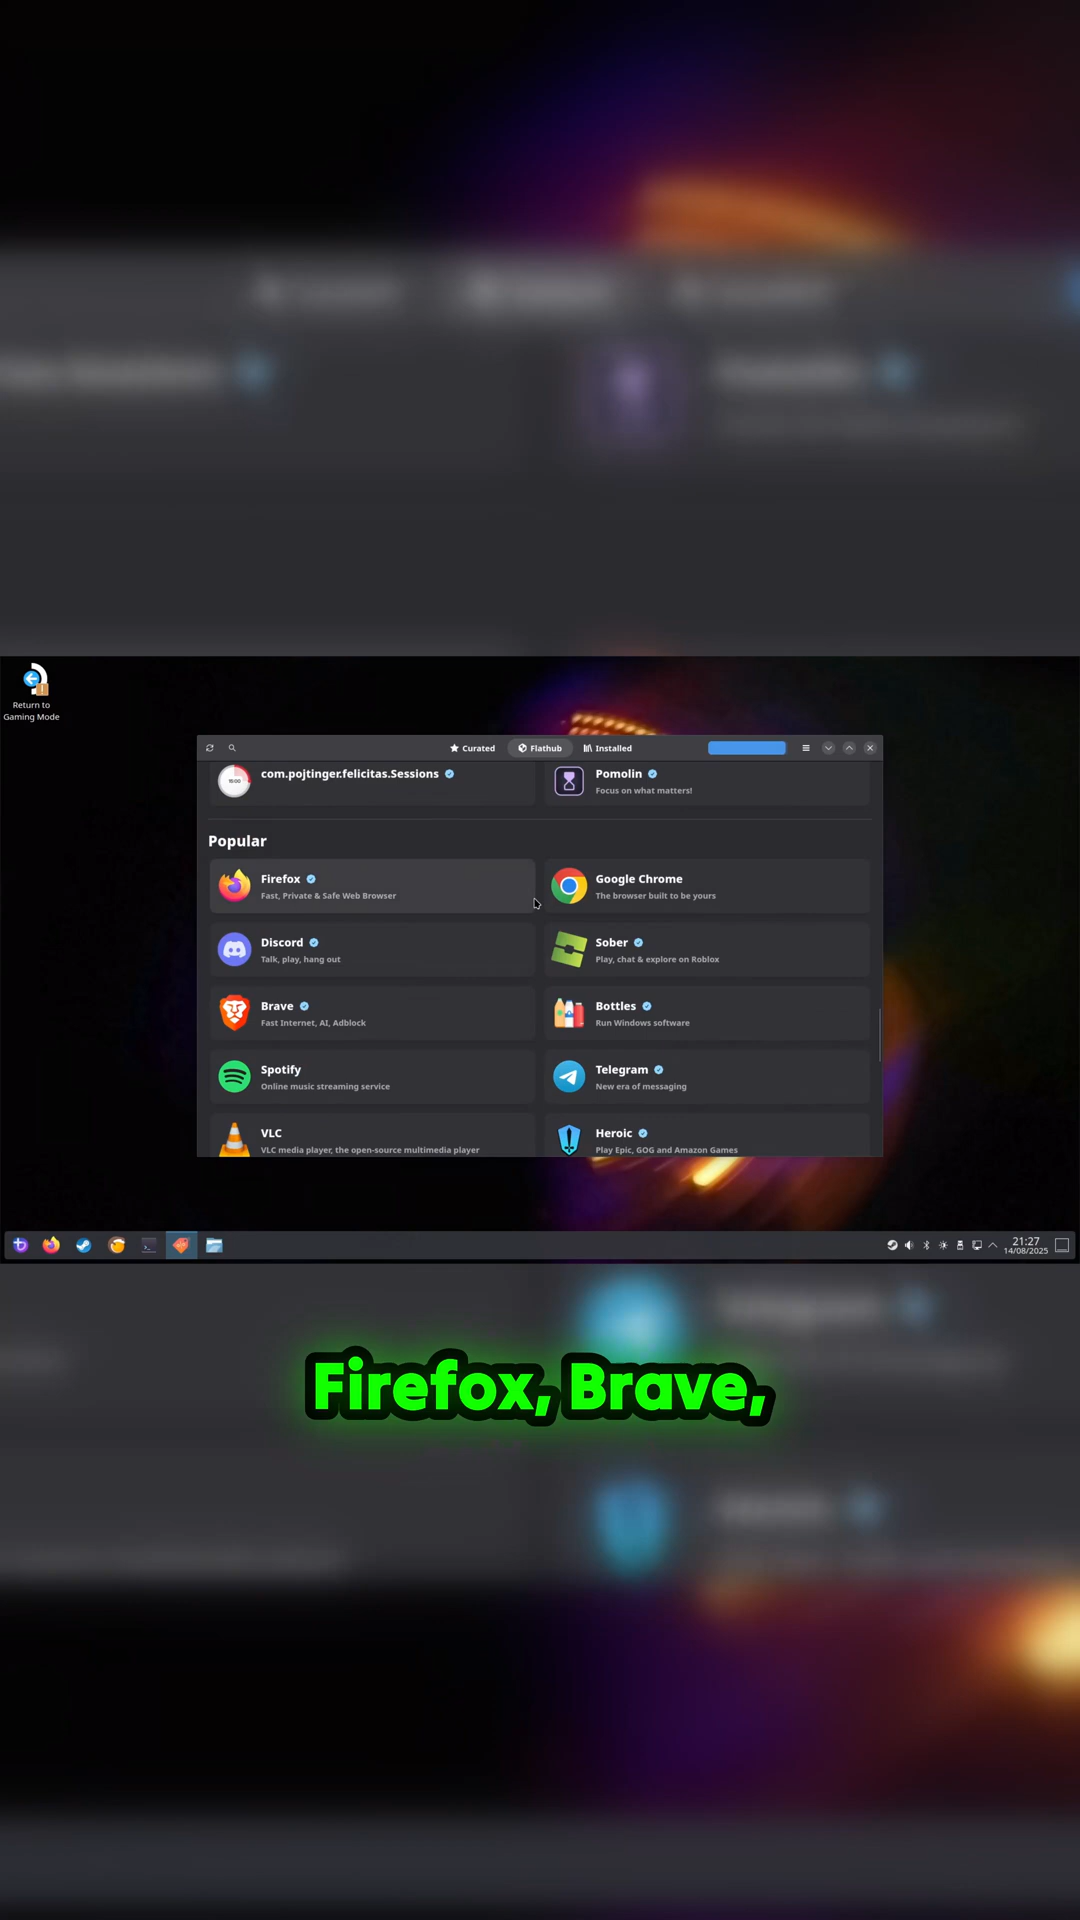 Return to
Gaming Mode
Curated
Flathub
Installed
com.pojtinger.felicitas.Sessions
Pomolin
Focus on what matters!
Popular
Firefox
Fast, Private & Safe Web Browser
Google Chrome
The browser built to be yours
Discord
Talk, play, hang out
Sober
Play, chat & explore on Roblox
Brave
Fast Internet, AI, Adblock
Bottles
Run Windows software
Spotify
Online music streaming service
Telegram
New era of messaging
VLC
VLC media player, the open-source multimedia player
Heroic
Play Epic, GOG and Amazon Games
21:27
14/08/2025
Firefox, Brave,